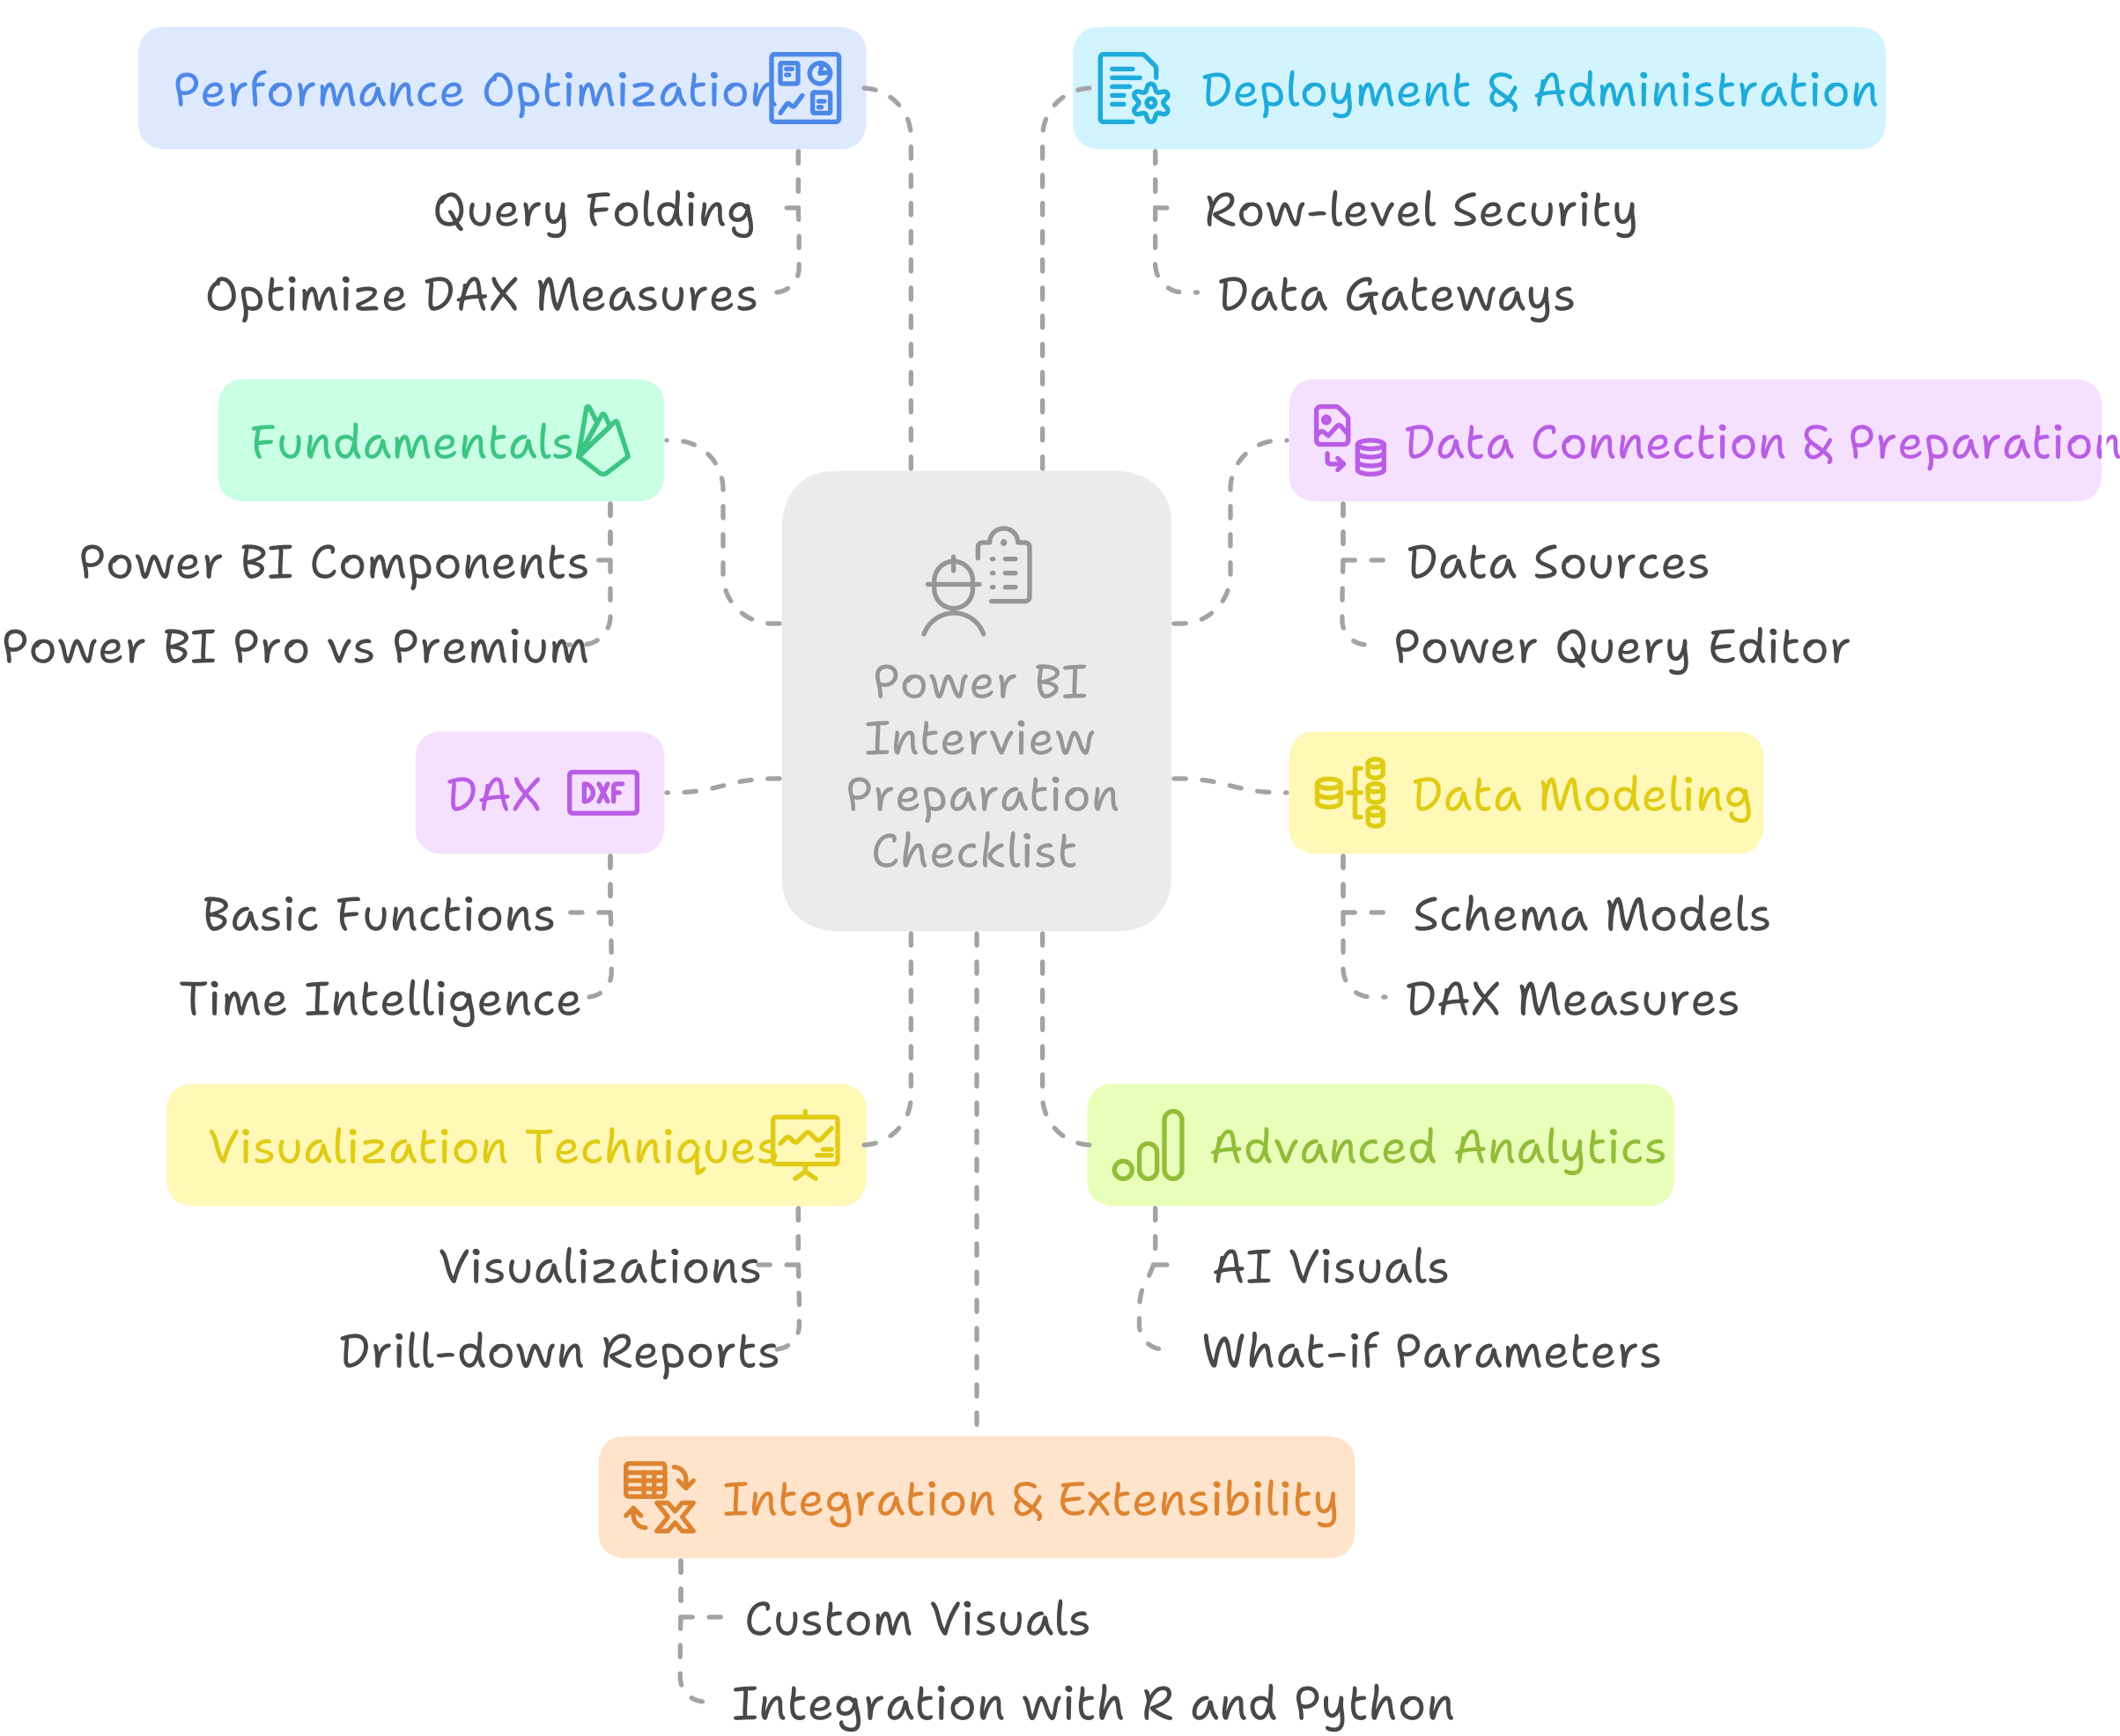 Performance Optimization
Query Folding
Optimize DAX Measures
Deployment & Administration
Row-level Security
Data Gateways
Fundamentals
Power BI Components
Power BI Pro vs Premium
Data Connection & Preparation
Data Sources
Power Query Editor
Power BI
Interview
Preparation
Checklist
DAX
DXF
Basic Functions
Time Intelligence
Data Modeling
Schema Models
DAX Measures
Visualization Techniques
Visualizations
Drill-down Reports
Advanced Analytics
AI Visuals
What-if Parameters
Integration & Extensibility
Custom Visuals
Integration with R and Python